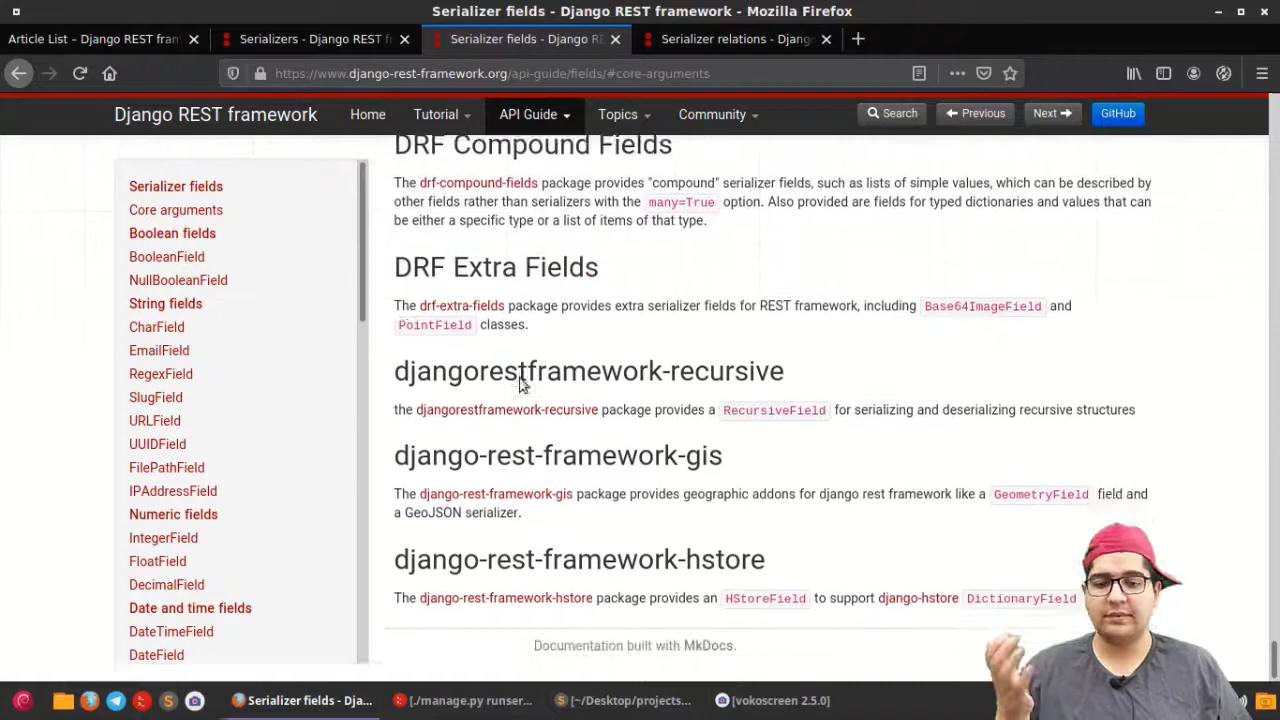 Serializer fields - Django REST framework - Mozilla Firefox
Article List – Django REST fram
Serializers - Django REST f
Serializer fields - Django R
Serializer relations - Djang
https://www.django-rest-framework.org/api-guide/fields/#core-arguments
Django REST framework
Home
Tutorial
API Guide
Topics
Community
Search
Previous
Next
GitHub
Serializer fields
Core arguments
Boolean fields
BooleanField
NullBooleanField
String fields
CharField
EmailField
RegexField
SlugField
URLField
UUIDField
FilePathField
IPAddressField
Numeric fields
IntegerField
FloatField
DecimalField
Date and time fields
DateTimeField
DateField
DRF Compound Fields
The drf-compound-fields package provides "compound" serializer fields, such as lists of simple values, which can be described by
other fields rather than serializers with the many=True option. Also provided are fields for typed dictionaries and values that can
be either a specific type or a list of items of that type.
DRF Extra Fields
The drf-extra-fields package provides extra serializer fields for REST framework, including Base64ImageField and
PointField classes.
djangorestframework-recursive
the djangorestframework-recursive package provides a RecursiveField for serializing and deserializing recursive structures
django-rest-framework-gis
The django-rest-framework-gis package provides geographic addons for django rest framework like a GeometryField field and
a GeoJSON serializer.
django-rest-framework-hstore
The django-rest-framework-hstore package provides an HStoreField to support django-hstore DictionaryField
Documentation built with MkDocs.
Serializer fields - Dja...
[./manage.py runser...
[~/Desktop/projects...
[vokoscreen 2.5.0]